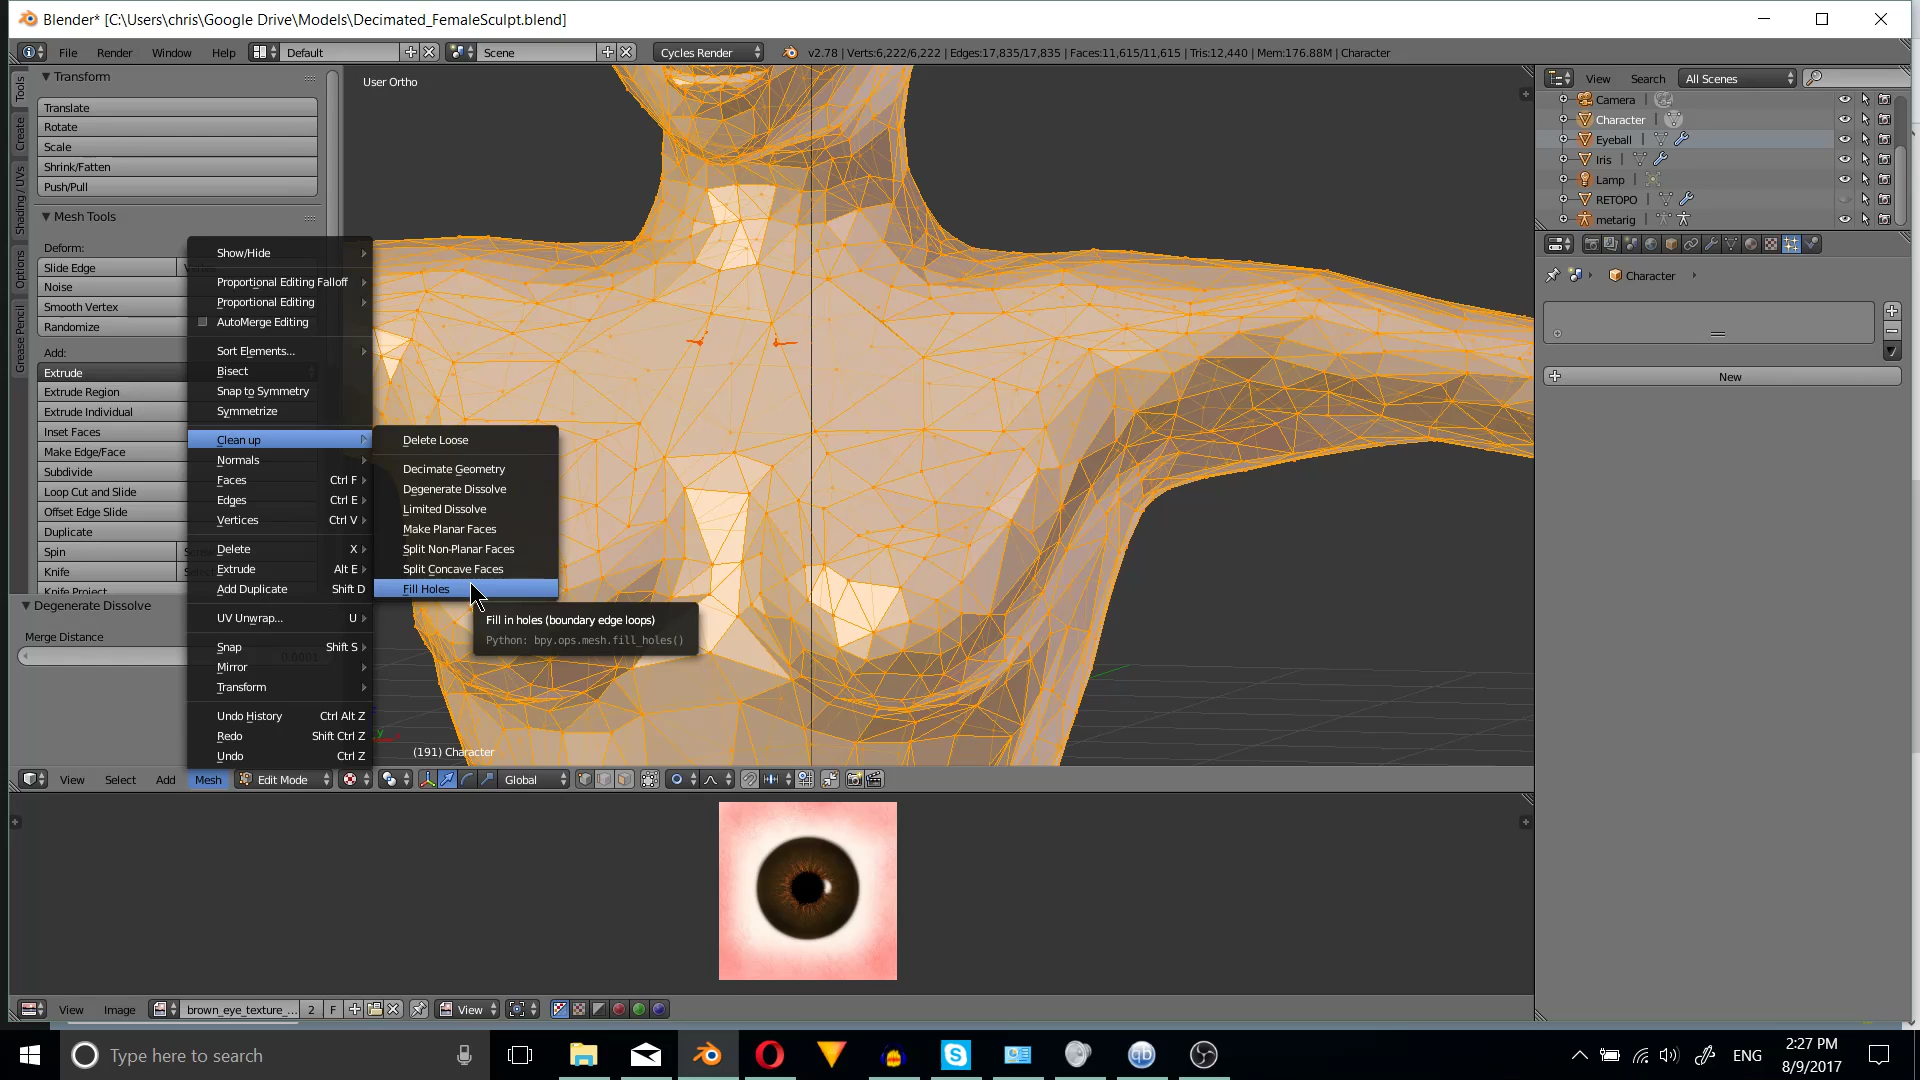 Blender* [C:\Users\chris\Google Drive\Models\Decimated_FemaleSculpt.blend]
File Render Window Help Default Scene Cycles Render v2.78 | Verts:6,222/6,222 | Edges:17,835/17,835 | Faces:11,615/11,615 | Tris:12,440 | Mem:176.88M | Character
Tools
Create
Shading / UVs
Options
Grease Pencil
Transform
Translate
Rotate
Scale
Shrink/Fatten
Push/Pull
Mesh Tools
Deform:
Slide Edge
Noise
Smooth Vertex
Randomize
Add:
Extrude
Extrude Region
Extrude Individual
Inset Faces
Make Edge/Face
Subdivide
Loop Cut and Slide
Offset Edge Slide
Duplicate
Spin
Knife
Knife Project
Degenerate Dissolve
Merge Distance
0.0001
Show/Hide
Proportional Editing Falloff
Proportional Editing
AutoMerge Editing
Sort Elements...
Bisect
Snap to Symmetry
Symmetrize
Clean up
Normals
Faces Ctrl F
Edges Ctrl E
Vertices Ctrl V
Delete X
Extrude Alt E
Add Duplicate Shift D
UV Unwrap... U
Snap Shift S
Mirror
Transform
Undo History Ctrl Alt Z
Redo Shift Ctrl Z
Undo Ctrl Z
Delete Loose
Decimate Geometry
Degenerate Dissolve
Limited Dissolve
Make Planar Faces
Split Non-Planar Faces
Split Concave Faces
Fill Holes
Fill in holes (boundary edge loops)
Python: bpy.ops.mesh.fill_holes()
User Ortho
(191) Character
View Select Add Mesh Edit Mode Global
View Search All Scenes
Camera
Character
Eyeball
Iris
Lamp
RETOPO
metarig
Character
New
View Image brown_eye_texture_... 2 F View
Type here to search
ENG
2:27 PM
8/9/2017